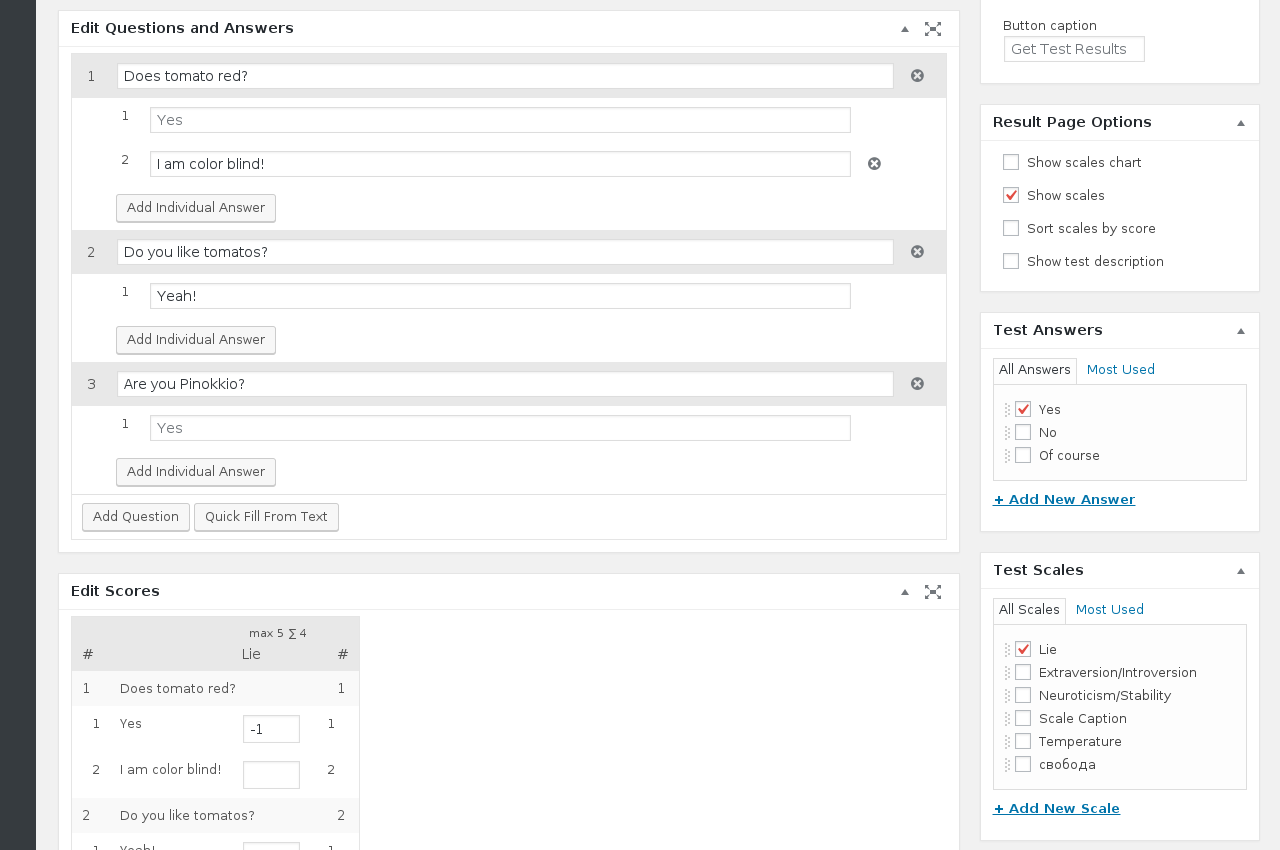 Edit Questions and Answers
1 Does tomato red?
1 Yes
2 I am color blind!
Add Individual Answer
2 Do you like tomatos?
1 Yeah!
Add Individual Answer
3 Are you Pinokkio?
1 Yes
Add Individual Answer
Add Question Quick Fill From Text
Edit Scores
max 5 ∑ 4
# Lie #
1 Does tomato red? 1
1 Yes -1 1
2 I am color blind! 2
2 Do you like tomatos? 2
1 Yeah! 1
Button caption
Get Test Results
Result Page Options
Show scales chart
Show scales
Sort scales by score
Show test description
Test Answers
All Answers Most Used
Yes
No
Of course
+ Add New Answer
Test Scales
All Scales Most Used
Lie
Extraversion/Introversion
Neuroticism/Stability
Scale Caption
Temperature
свобода
+ Add New Scale